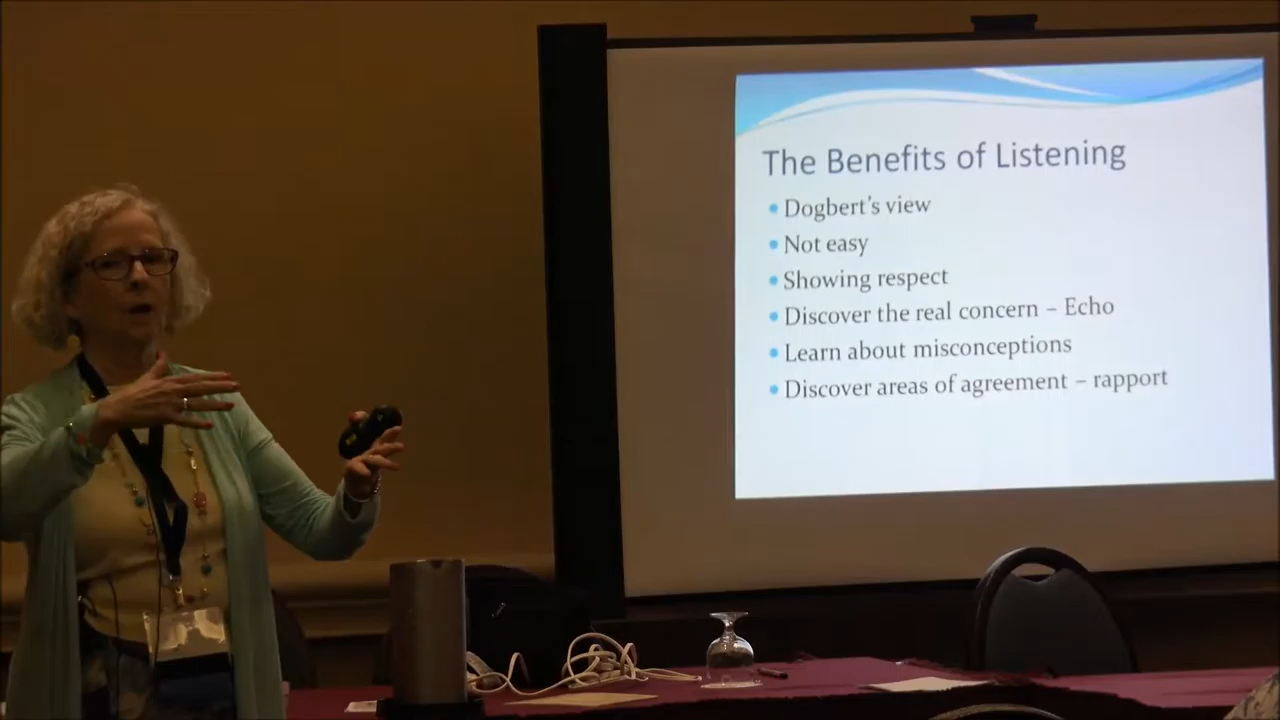 The Benefits of Listening
Dogbert's view
Not easy
Showing respect
Discover the real concern – Echo
Learn about misconceptions
Discover areas of agreement – rapport